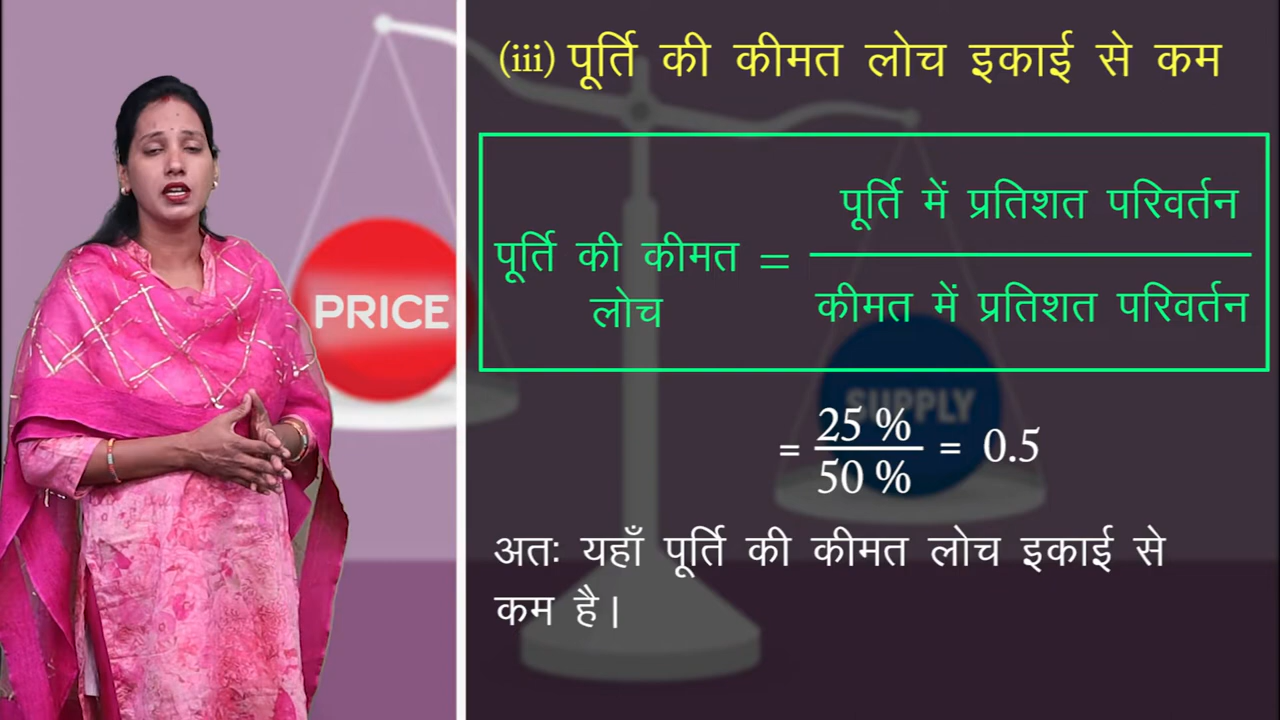 (iii) पूर्ति की कीमत लोच इकाई से कम
पूर्ति की कीमत
लोच
=
पूर्ति में प्रतिशत परिवर्तन
कीमत में प्रतिशत परिवर्तन
PRICE
SUPPLY
= 25 % / 50 % = 0.5
अतः यहाँ पूर्ति की कीमत लोच इकाई से
कम है।